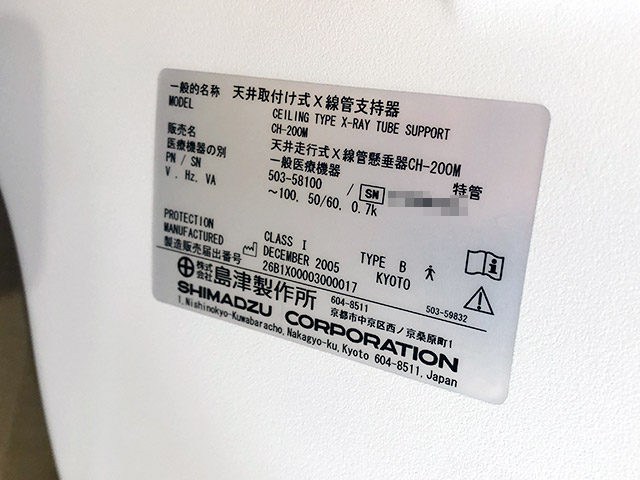 一般的名称 天井取付け式X線管支持器
MODEL CEILING TYPE X-RAY TUBE SUPPORT
CH-200M
販売名 天井走行式X線管懸垂器CH-200M
医療機器の別 一般医療機器 特管
PN / SN 503-58100 / SN
V. Hz. VA ~100. 50/60. 0.7k
PROTECTION CLASS I TYPE B
MANUFACTURED DECEMBER 2005 KYOTO
製造販売届出番号 26B1X00003000017
株式会社 島津製作所 604-8511 503-59832
京都市中京区西ノ京桑原町1
SHIMADZU CORPORATION
1.Nishinokyo-Kuwabaracho,Nakagyo-ku,Kyoto 604-8511,Japan